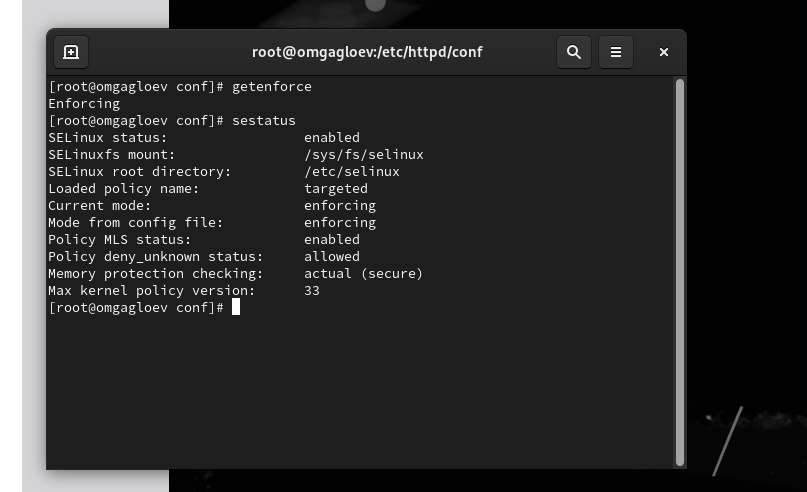 root@omgagloev:/etc/httpd/conf
[root@omgagloev conf]# getenforce
Enforcing
[root@omgagloev conf]# sestatus
SELinux status:                 enabled
SELinuxfs mount:                /sys/fs/selinux
SELinux root directory:         /etc/selinux
Loaded policy name:             targeted
Current mode:                   enforcing
Mode from config file:          enforcing
Policy MLS status:              enabled
Policy deny_unknown status:     allowed
Memory protection checking:     actual (secure)
Max kernel policy version:      33
[root@omgagloev conf]#